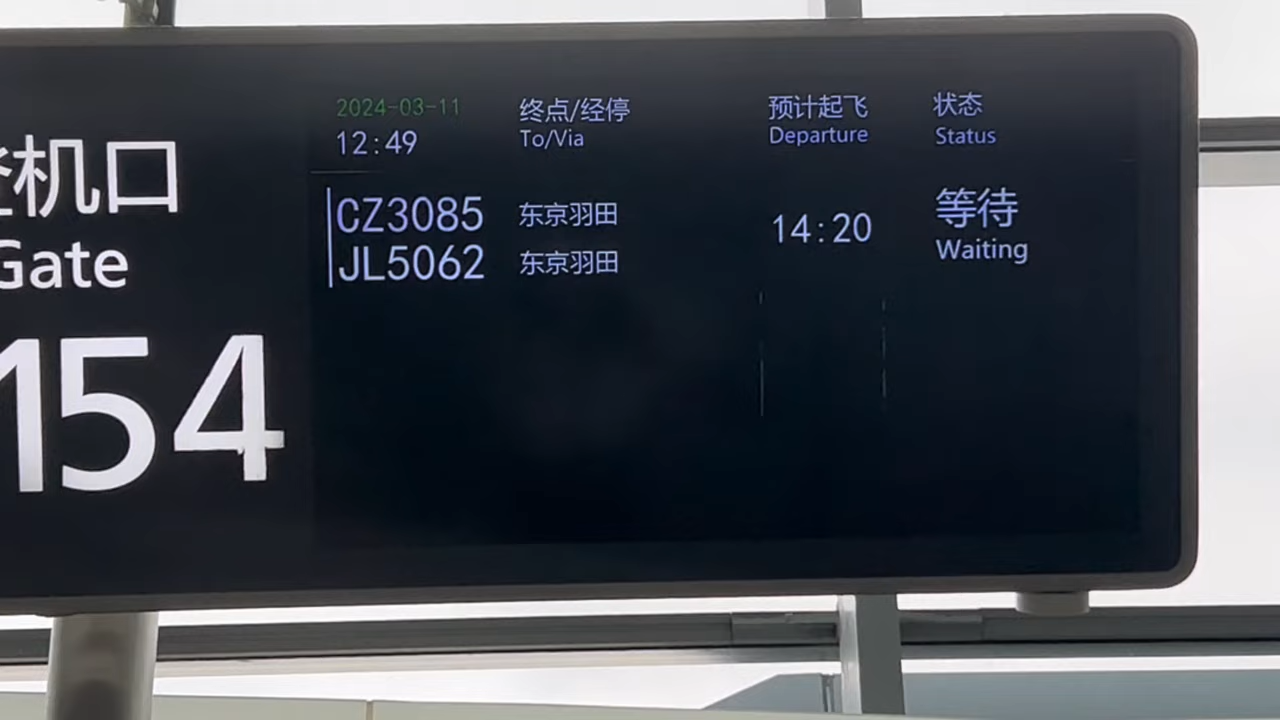 登机口
Gate
154
2024-03-11
12:49
终点/经停
To/Via
预计起飞
Departure
状态
Status
CZ3085 东京羽田
JL5062 东京羽田
14:20
等待
Waiting